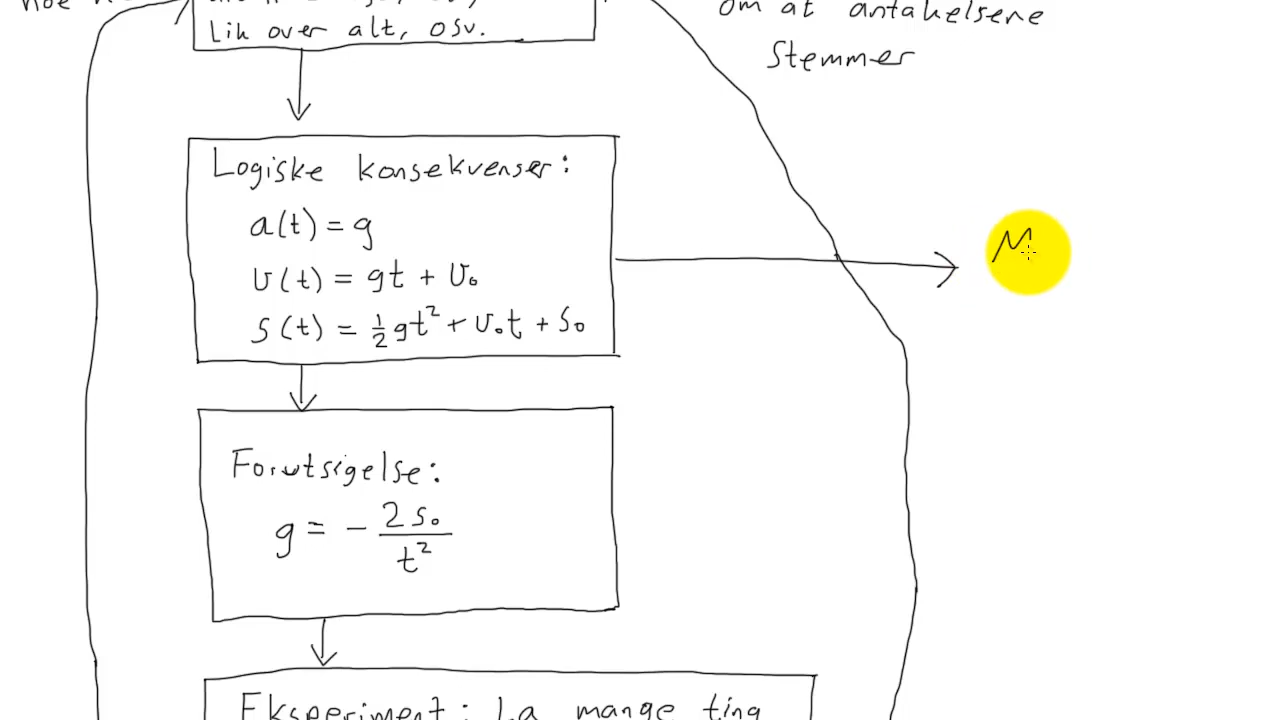 om at antakelsene
Lik over alt, osv.
stemmer
Logiske konsekvenser:
a(t) = g
v(t) = gt + v₀
s(t) = ½gt² + v₀t + s₀
M
Forutsigelse:
g = - 2s₀/t²
Eksperiment: La mange ting